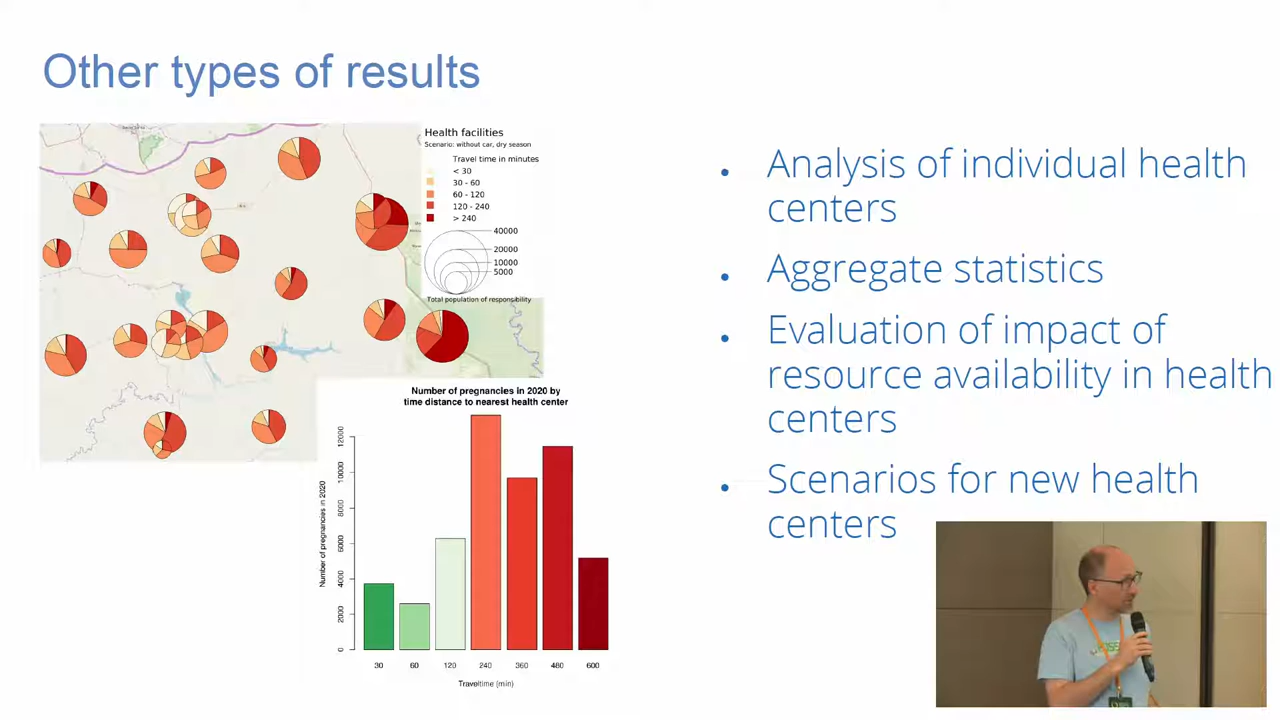 Other types of results
Health facilities
Scenario: without car, dry season
Travel time in minutes
< 30
30 - 60
60 - 120
120 - 240
> 240
40000
20000
10000
5000
Total population of responsibility
Number of pregnancies in 2020 by
time distance to nearest health center
Number of pregnancies in 2020
12000
10000
8000
6000
4000
2000
0
30 60 120 240 360 480 600
Traveltime (min)
• Analysis of individual health
centers
• Aggregate statistics
• Evaluation of impact of
resource availability in health
centers
• Scenarios for new health
centers